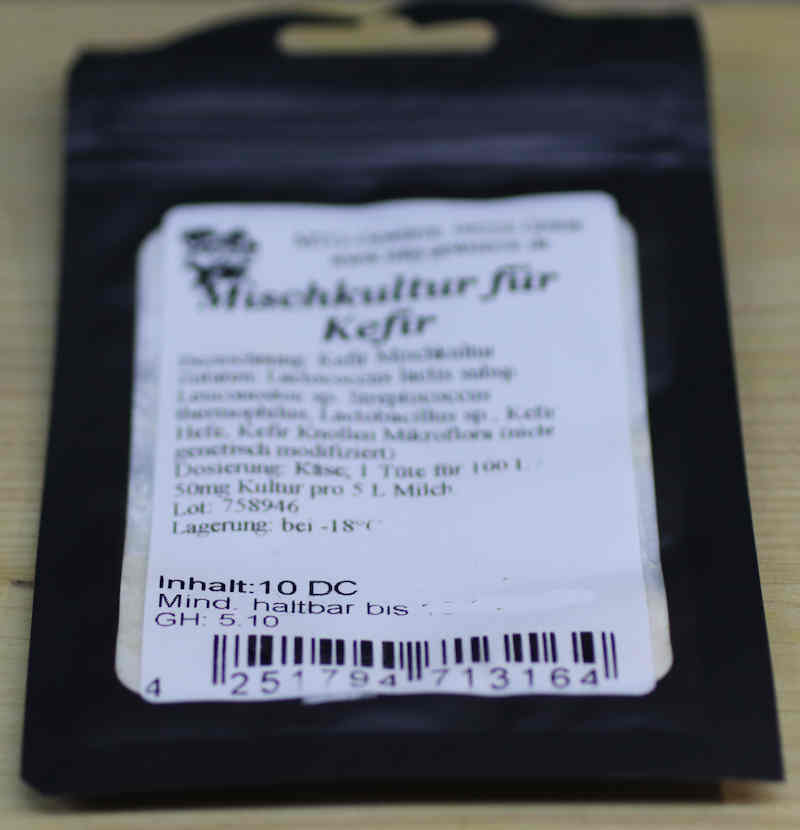 Mischkultur für
Kefir
Bezeichnung: Kefir Mischkultur
Zutaten: Lactococcus lactis subsp.
Leuconostoc sp. Streptococcus
thermophilus, Lactobacillus sp., Kefir
Hefe, Kefir Knollen Mikroflora (nicht
genetisch modifiziert)
Dosierung: Käse, 1 Tüte für 100 L /
50mg Kultur pro 5 L Milch
Lot: 758946
Lagerung: bei -18°C
Inhalt:10 DC
Mind. haltbar bis
GH: 5.10
4 251794 713164